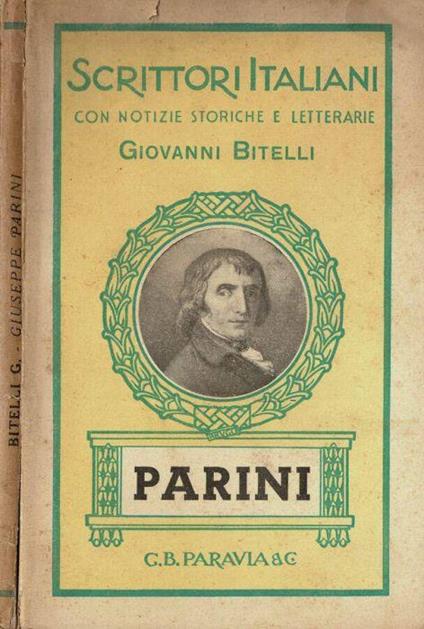 BITELLI G. - GIUSEPPE PARINI
SCRITTORI ITALIANI
CON NOTIZIE STORICHE E LETTERARIE
GIOVANNI BITELLI
PARINI
G.B. PARAVIA & C